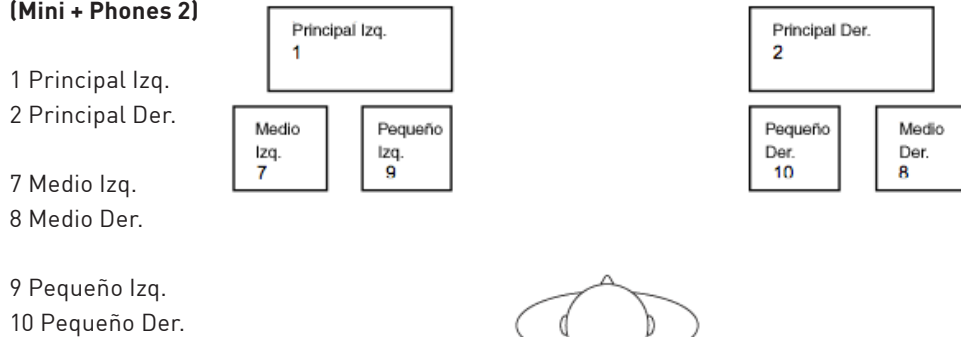 (Mini + Phones 2)
1 Principal Izq.
2 Principal Der.
7 Medio Izq.
8 Medio Der.
9 Pequeño Izq.
10 Pequeño Der.
Principal Izq.
1
Principal Der.
2
Medio
Izq.
7
Pequeño
Izq.
9
Pequeño
Der.
10
Medio
Der.
8